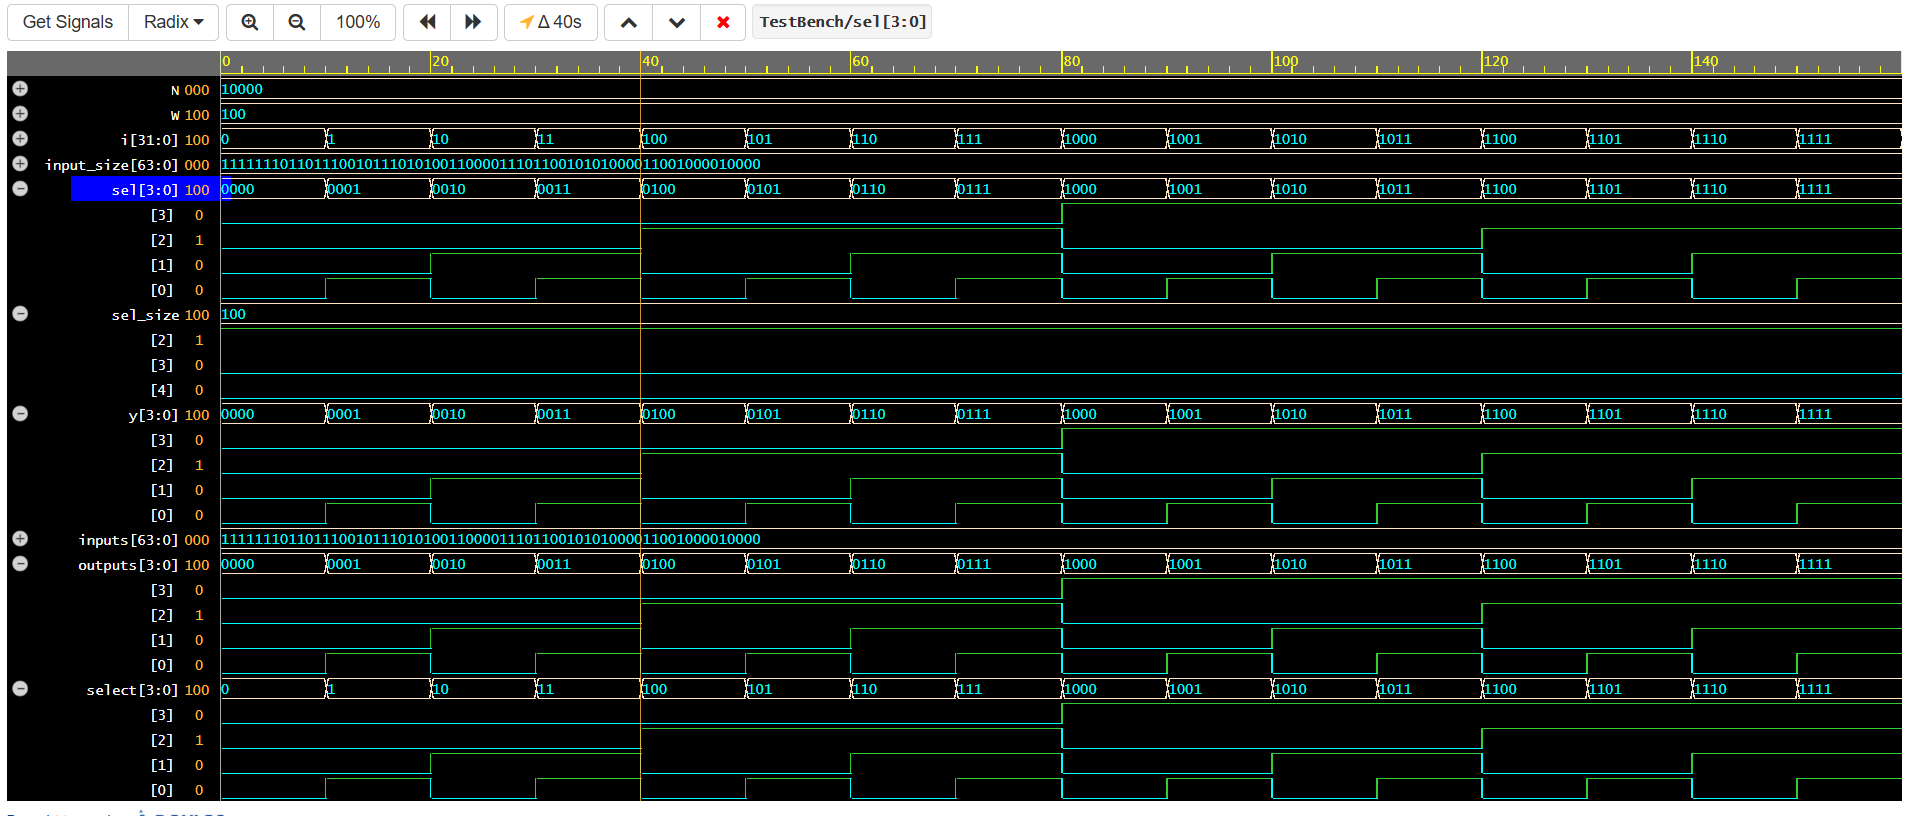 Get Signals Radix 100% Δ 40s TestBench/sel[3:0]
0 20 40 60 80 100 120 140
N 000 10000
W 100 100
i[31:0] 100 0 1 10 11 100 101 110 111 1000 1001 1010 1011 1100 1101 1110 1111
input_size[63:0] 000 1111111011011100101110101001100001110110010101000011001000010000
sel[3:0] 100 0000 0001 0010 0011 0100 0101 0110 0111 1000 1001 1010 1011 1100 1101 1110 1111
[3] 0
[2] 1
[1] 0
[0] 0
sel_size 100 100
[2] 1
[3] 0
[4] 0
y[3:0] 100 0000 0001 0010 0011 0100 0101 0110 0111 1000 1001 1010 1011 1100 1101 1110 1111
[3] 0
[2] 1
[1] 0
[0] 0
inputs[63:0] 000 1111111011011100101110101001100001110110010101000011001000010000
outputs[3:0] 100 0000 0001 0010 0011 0100 0101 0110 0111 1000 1001 1010 1011 1100 1101 1110 1111
[3] 0
[2] 1
[1] 0
[0] 0
select[3:0] 100 0 1 10 11 100 101 110 111 1000 1001 1010 1011 1100 1101 1110 1111
[3] 0
[2] 1
[1] 0
[0] 0